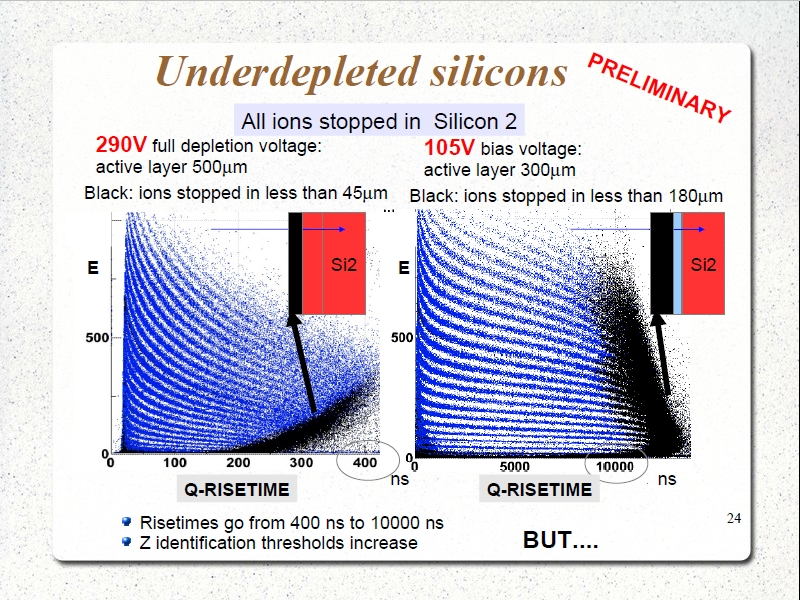 Underdepleted silicons
PRELIMINARY
All ions stopped in Silicon 2
290V full depletion voltage:
active layer 500μm
Black: ions stopped in less than 45μm
105V bias voltage:
active layer 300μm
Black: ions stopped in less than 180μm
...
E
Si2
500
0
0 100 200 300 400
ns
Q-RISETIME
E
Si2
500
0
0 5000 10000
ns
Q-RISETIME
Risetimes go from 400 ns to 10000 ns
Z identification thresholds increase
BUT....
24